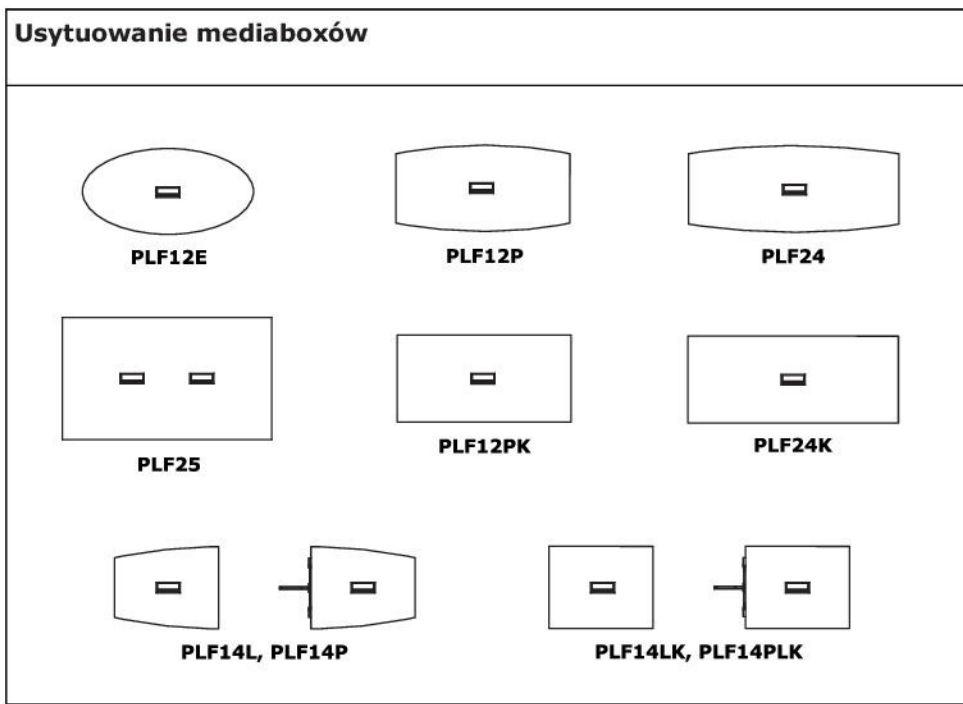 Usytuowanie mediaboxów
PLF12E
PLF12P
PLF24
PLF25
PLF12PK
PLF24K
PLF14L, PLF14P
PLF14LK, PLF14PLK